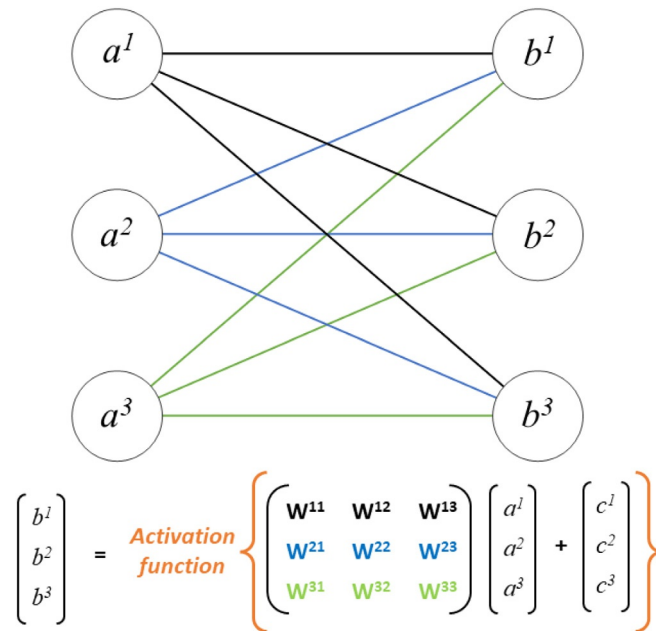 a¹ b¹
a² b²
a³ b³
b¹ W¹¹ W¹² W¹³ a¹ c¹
b² = Activation function { W²¹ W²² W²³ a² + c² }
b³ W³¹ W³² W³³ a³ c³